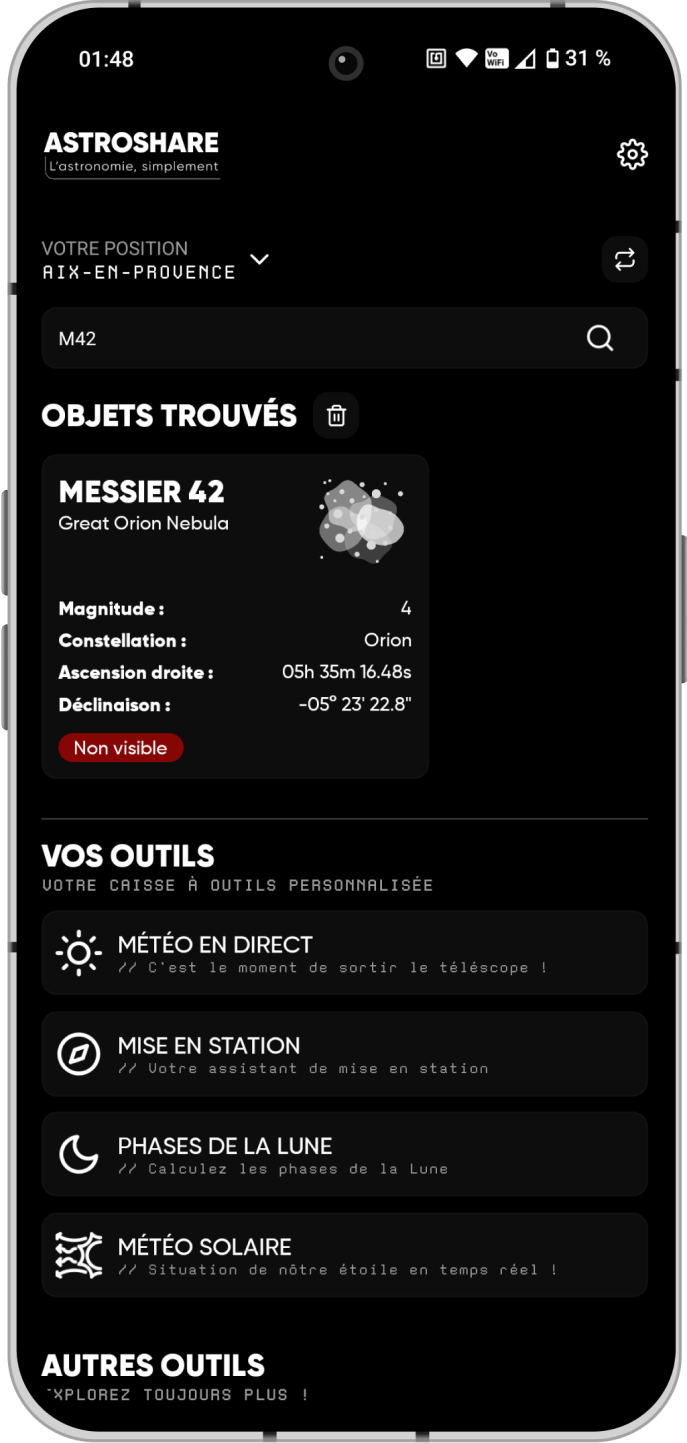 01:48
Vo WiFi
31 %
ASTROSHARE
L'astronomie, simplement
VOTRE POSITION
AIX-EN-PROVENCE
M42
OBJETS TROUVÉS
MESSIER 42
Great Orion Nebula
Magnitude : 4
Constellation : Orion
Ascension droite : 05h 35m 16.48s
Déclinaison : -05° 23' 22.8"
Non visible
VOS OUTILS
VOTRE CAISSE À OUTILS PERSONNALISÉE
MÉTÉO EN DIRECT
// C'est le moment de sortir le téléscope !
MISE EN STATION
// Votre assistant de mise en station
PHASES DE LA LUNE
// Calculez les phases de la Lune
MÉTÉO SOLAIRE
// Situation de nôtre étoile en temps réel !
AUTRES OUTILS
EXPLOREZ TOUJOURS PLUS !